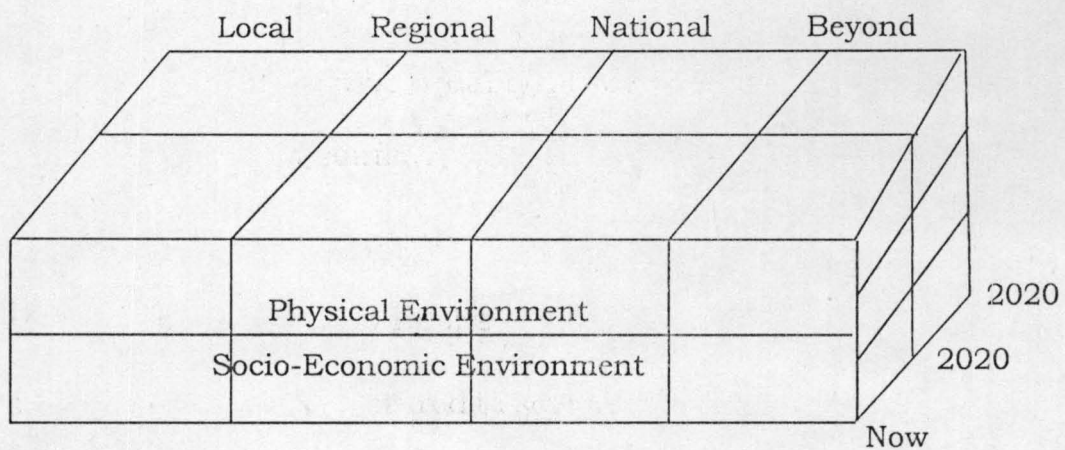 Local Regional National Beyond
Physical Environment
2020
Socio-Economic Environment
2020
Now